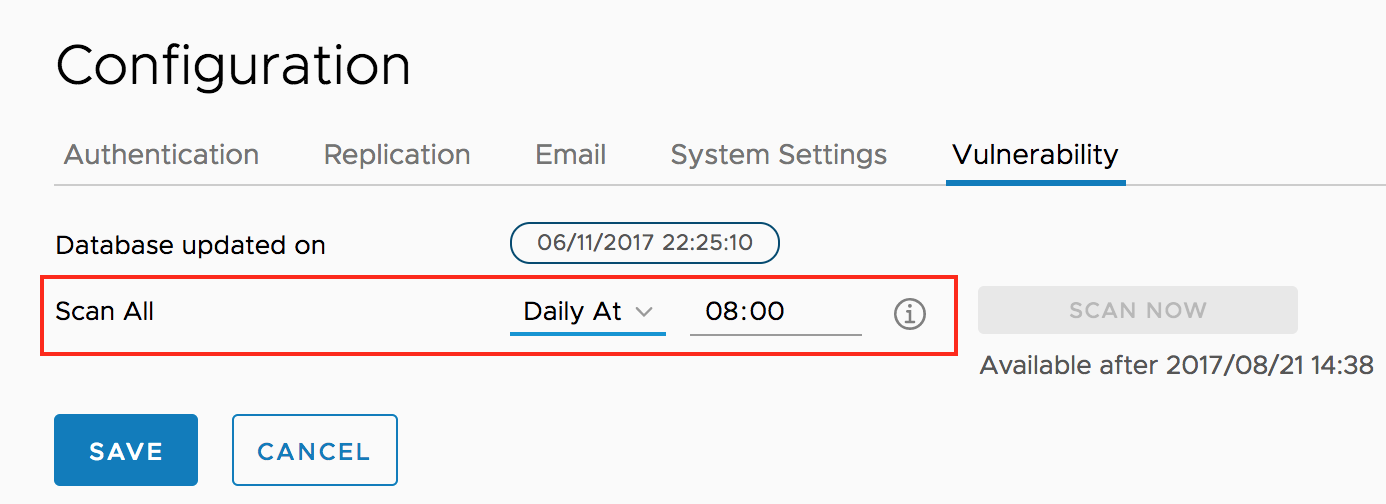 Configuration
Authentication Replication Email System Settings Vulnerability
Database updated on 06/11/2017 22:25:10
Scan All Daily At 08:00 SCAN NOW
Available after 2017/08/21 14:38
SAVE CANCEL